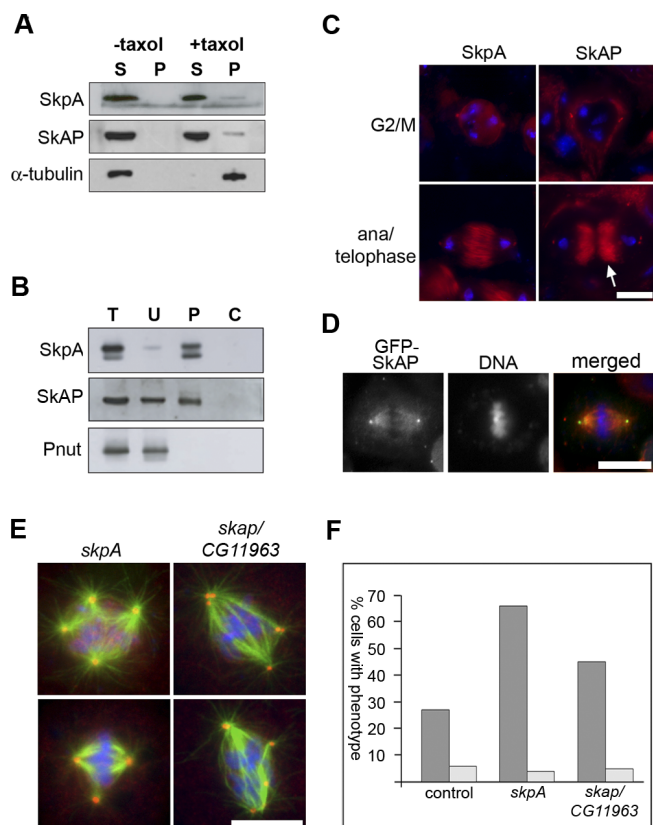 A
-taxol +taxol
S P S P
SkpA
SkAP
α-tubulin
B
T U P C
SkpA
SkAP
Pnut
C
SkpA SkAP
G2/M
ana/
telophase
D
GFP-
SkAP DNA merged
E
skpA skap/
CG11963
F
% cells with phenotype
70
60
50
40
30
20
10
control skpA skap/
CG11963